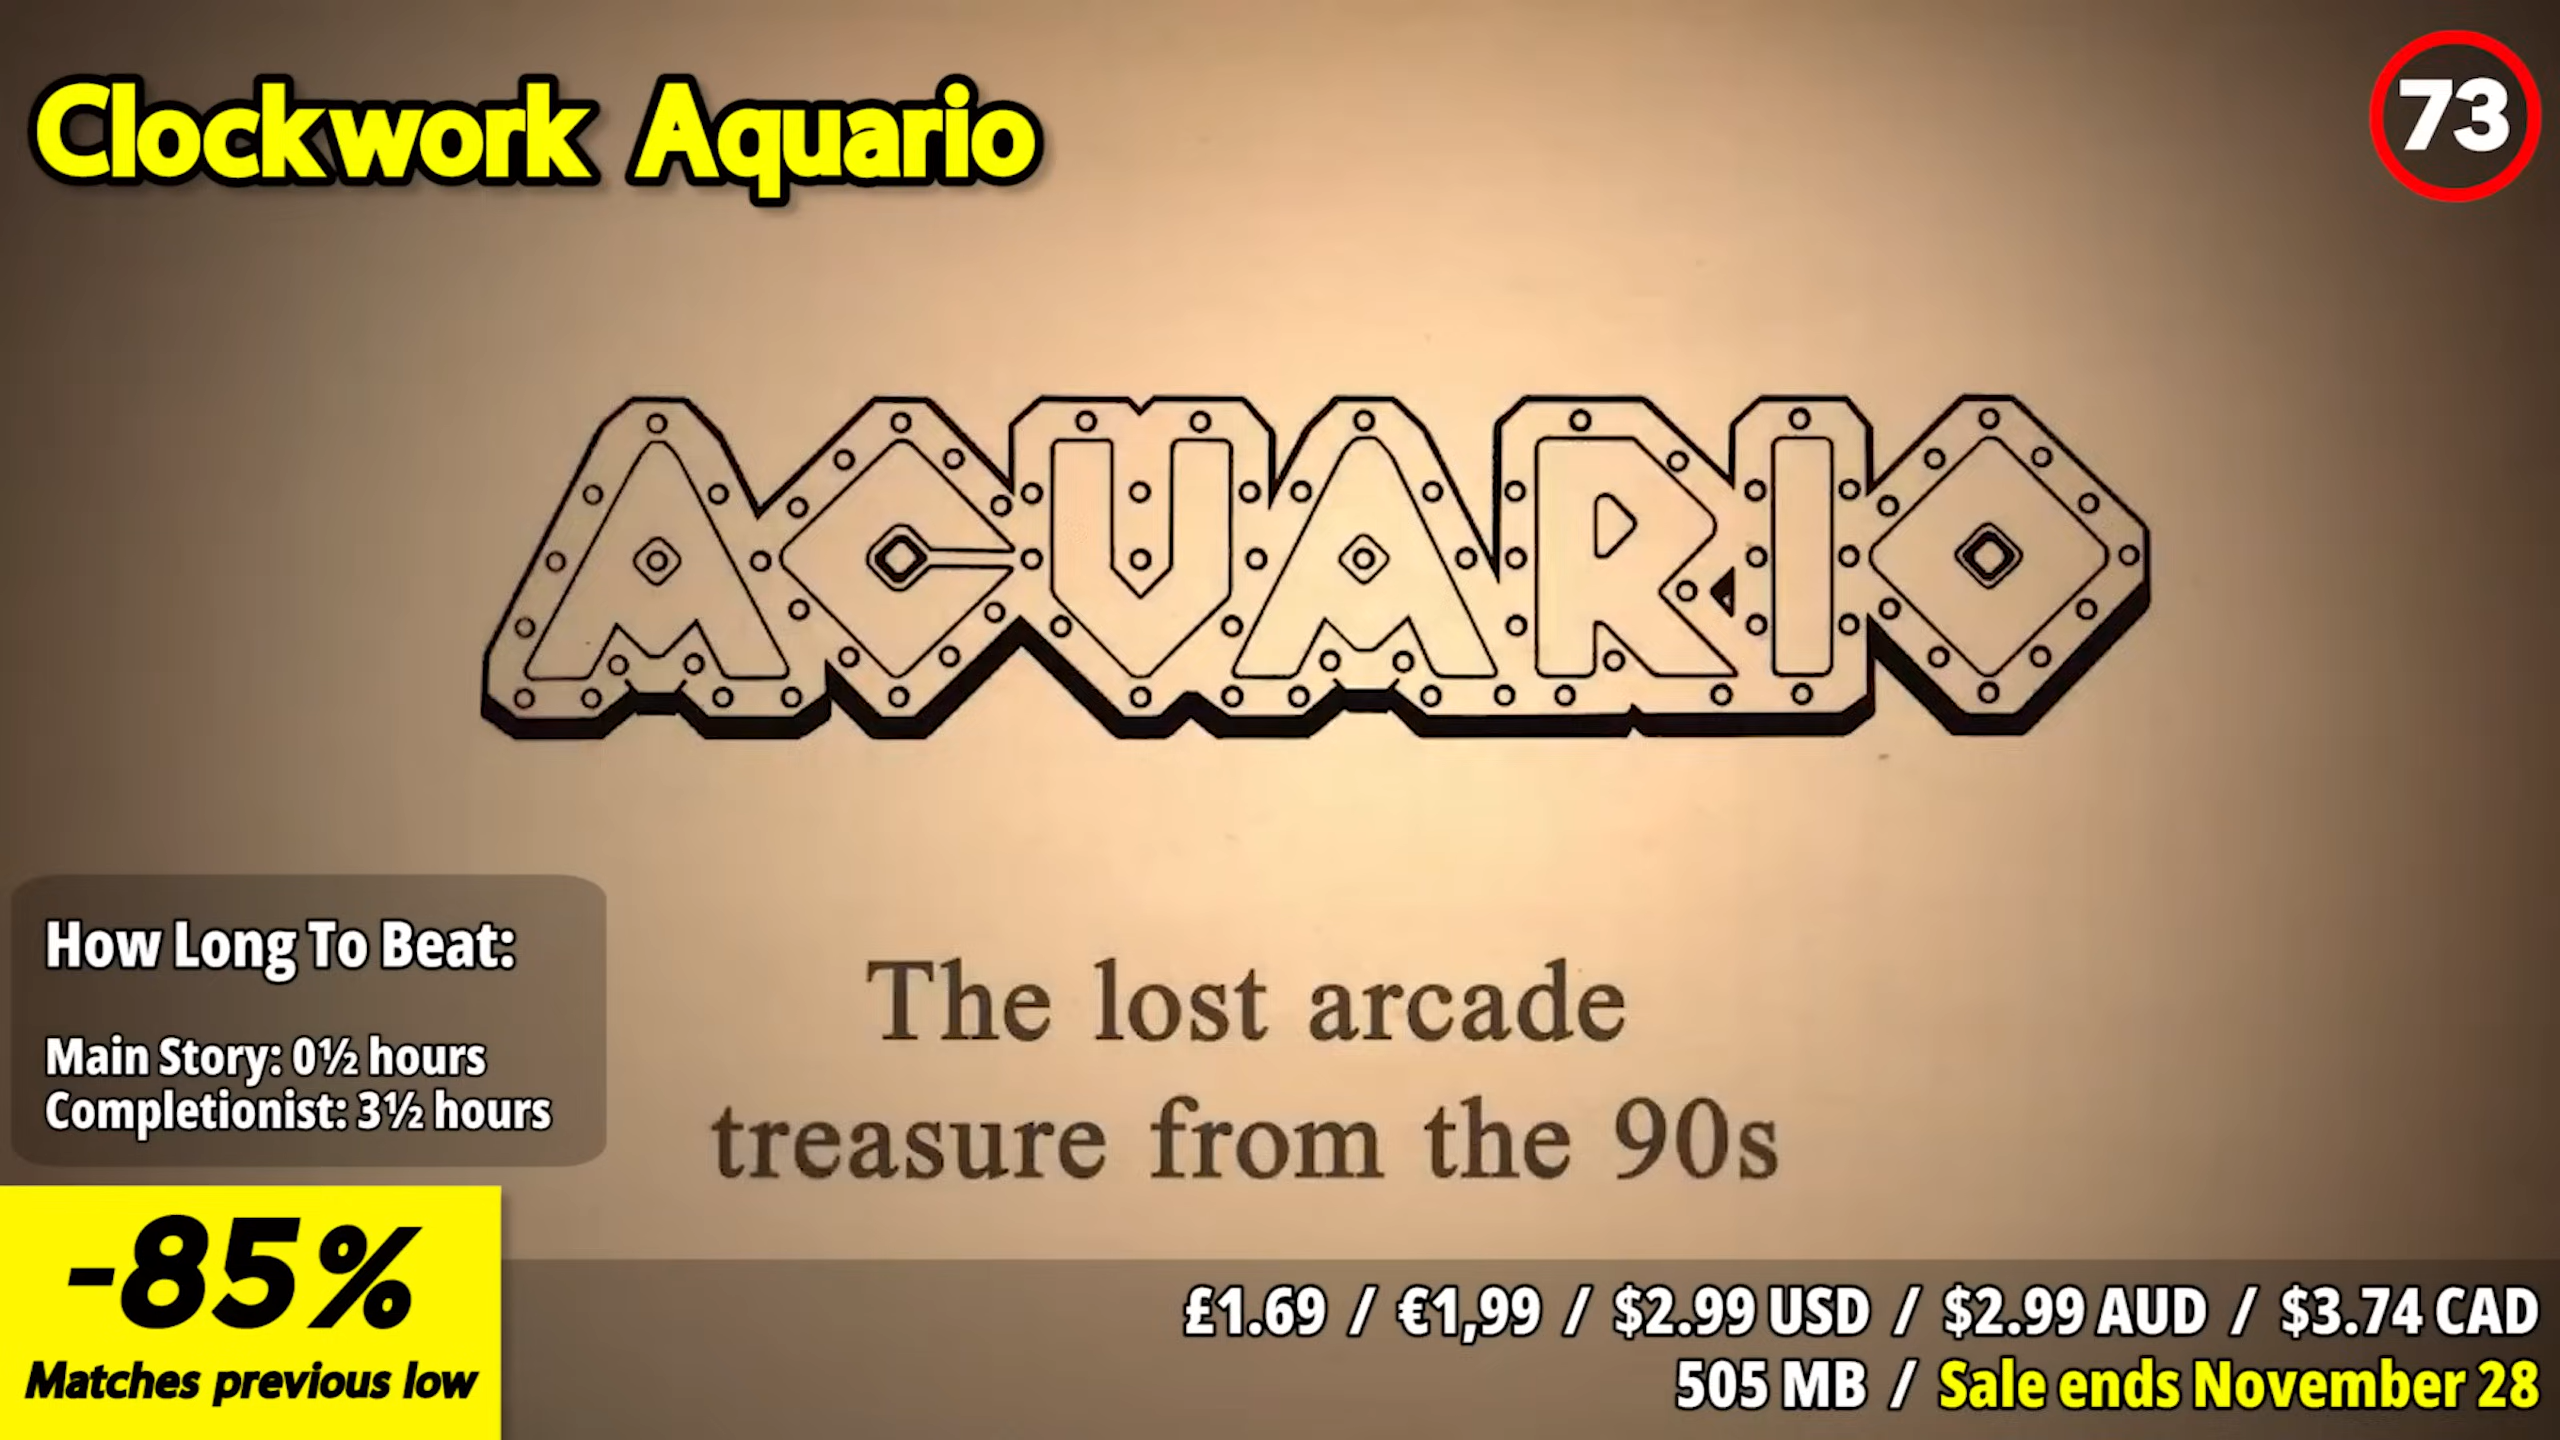 Clockwork Aquario
73
AQUARIO
How Long To Beat:
Main Story: 0½ hours
Completionist: 3½ hours
The lost arcade
treasure from the 90s
-85%
Matches previous low
£1.69 / €1,99 / $2.99 USD / $2.99 AUD / $3.74 CAD
505 MB / Sale ends November 28